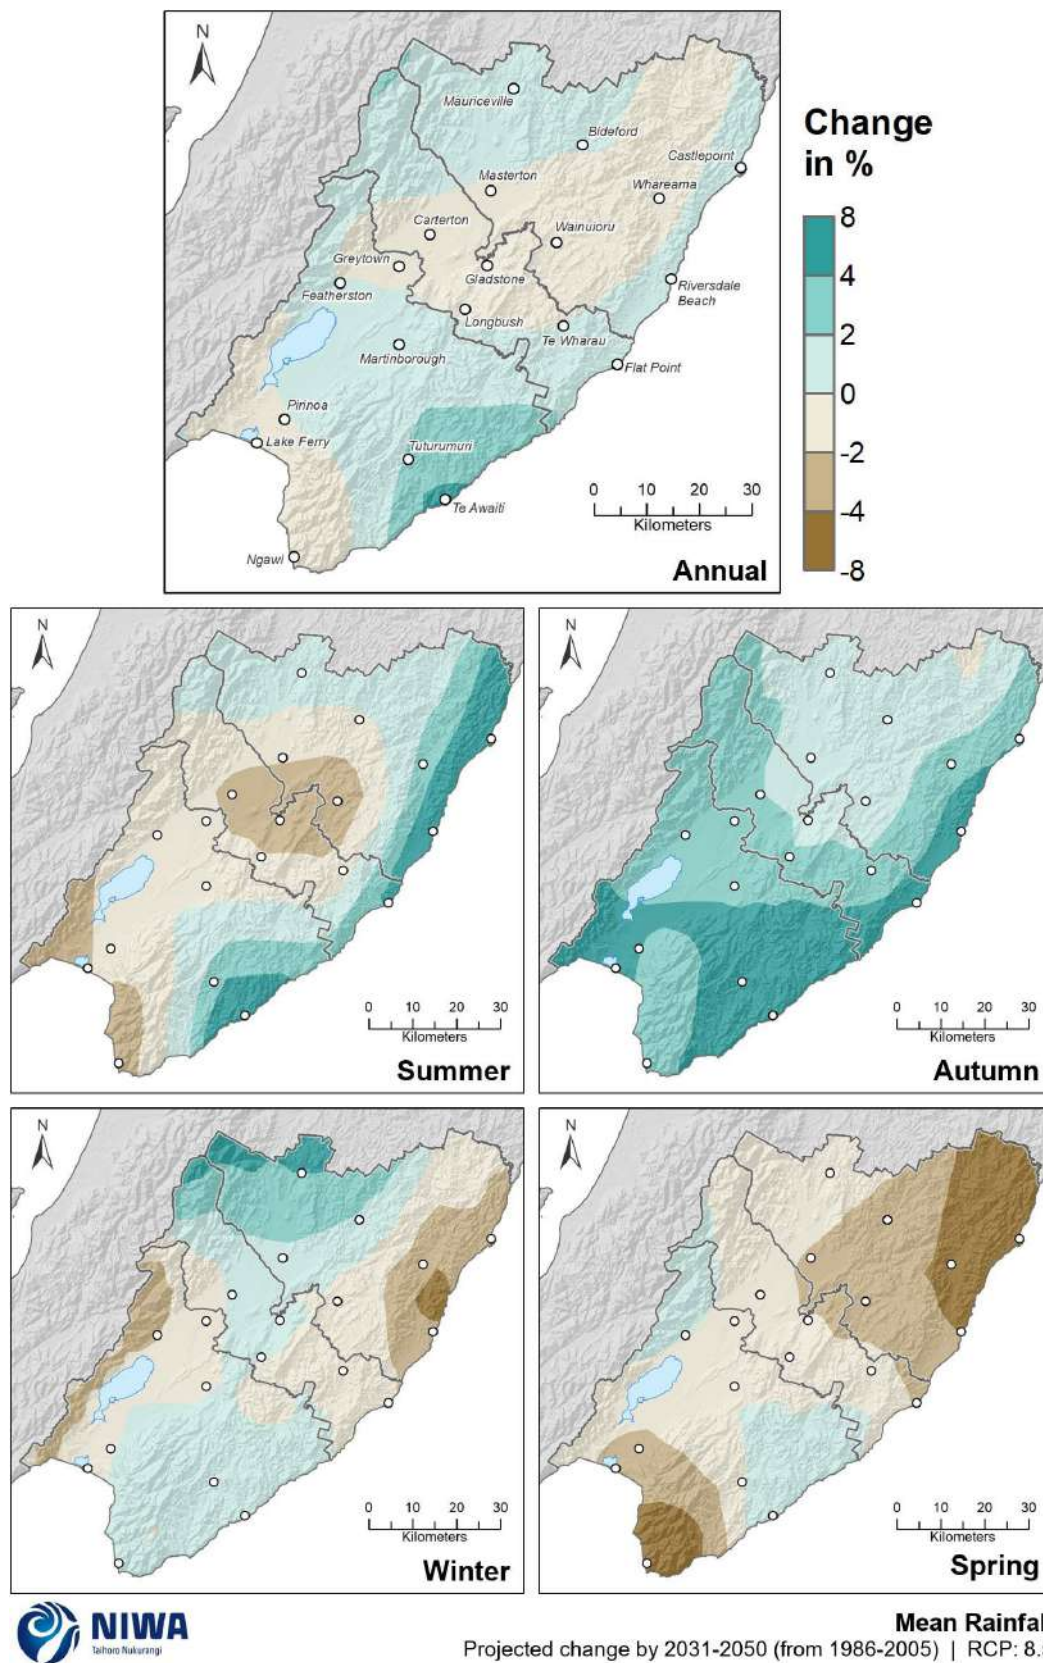 N
Mauriceville
Bideford
Castlepoint
Masterton
Whareama
Carterton
Wainuioru
Greytown
Gladstone
Featherston
Riversdale
Beach
Longbush
Te Wharau
Martinborough
Flat Point
Pirinoa
Lake Ferry
Tuturumuri
Te Awaiti
Ngawi
0 10 20 30
Kilometers
Annual
Change
in %
8
4
2
0
-2
-4
-8
N
0 10 20 30
Kilometers
Summer
N
0 10 20 30
Kilometers
Autumn
N
0 10 20 30
Kilometers
Winter
N
0 10 20 30
Kilometers
Spring
NIWA
Taihoro Nukurangi
Mean Rainfal
Projected change by 2031-2050 (from 1986-2005) | RCP: 8.